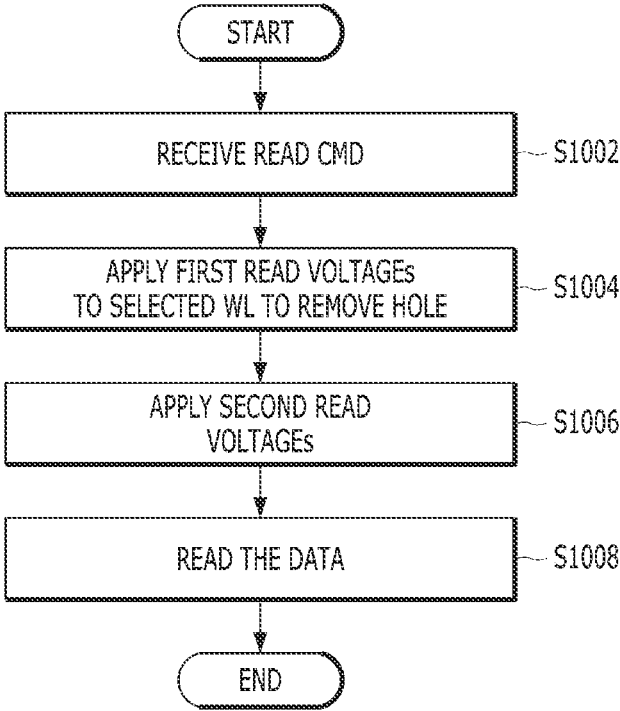 START
RECEIVE READ CMD
S1002
APPLY FIRST READ VOLTAGEs
TO SELECTED WL TO REMOVE HOLE
S1004
APPLY SECOND READ
VOLTAGEs
S1006
READ THE DATA
S1008
END